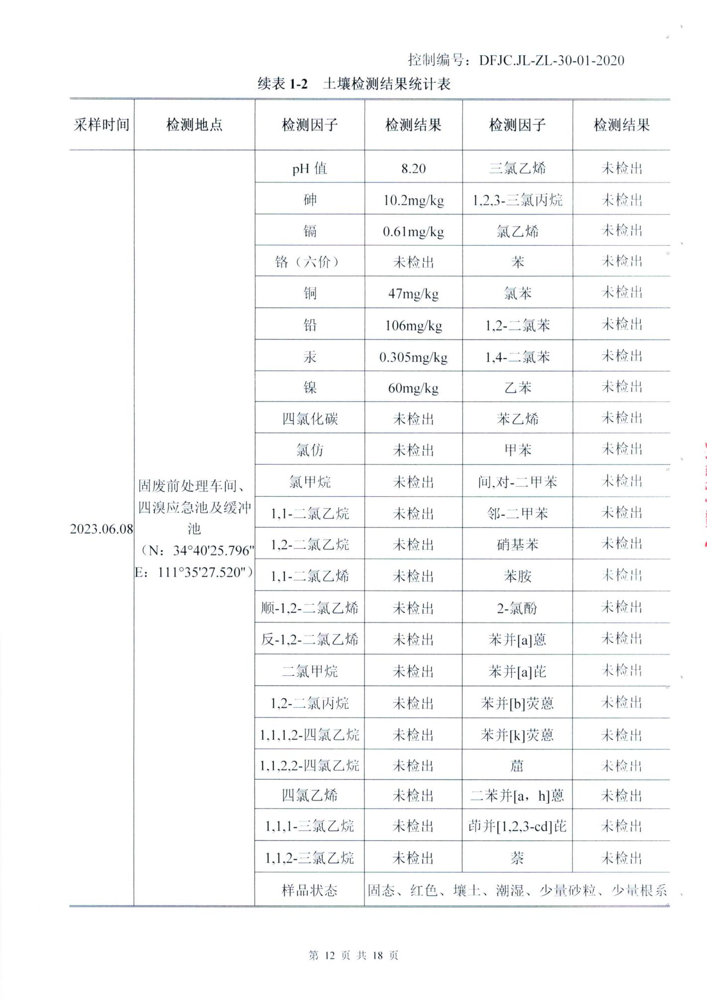 控制编号：DFJC.JL-ZL-30-01-2020
续表 1-2 土壤检测结果统计表
采样时间 检测地点 检测因子 检测结果 检测因子 检测结果
pH 值 8.20 三氯乙烯 未检出
砷 10.2mg/kg 1,2,3-三氯丙烷 未检出
镉 0.61mg/kg 氯乙烯 未检出
铬（六价） 未检出 苯 未检出
铜 47mg/kg 氯苯 未检出
铅 106mg/kg 1,2-二氯苯 未检出
汞 0.305mg/kg 1,4-二氯苯 未检出
镍 60mg/kg 乙苯 未检出
四氯化碳 未检出 苯乙烯 未检出
氯仿 未检出 甲苯 未检出
氯甲烷 未检出 间,对-二甲苯 未检出
1,1-二氯乙烷 未检出 邻-二甲苯 未检出
2023.06.08
固废前处理车间、
四溴应急池及缓冲
池
（N：34°40'25.796"
E：111°35'27.520"）
1,2-二氯乙烷 未检出 硝基苯 未检出
1,1-二氯乙烯 未检出 苯胺 未检出
顺-1,2-二氯乙烯 未检出 2-氯酚 未检出
反-1,2-二氯乙烯 未检出 苯并[a]蒽 未检出
二氯甲烷 未检出 苯并[a]芘 未检出
1,2-二氯丙烷 未检出 苯并[b]荧蒽 未检出
1,1,1,2-四氯乙烷 未检出 苯并[k]荧蒽 未检出
1,1,2,2-四氯乙烷 未检出 䓛 未检出
四氯乙烯 未检出 二苯并[a，h]蒽 未检出
1,1,1-三氯乙烷 未检出 茚并[1,2,3-cd]芘 未检出
1,1,2-三氯乙烷 未检出 萘 未检出
样品状态 固态、红色、壤土、潮湿、少量砂粒、少量根系
第 12 页 共 18 页